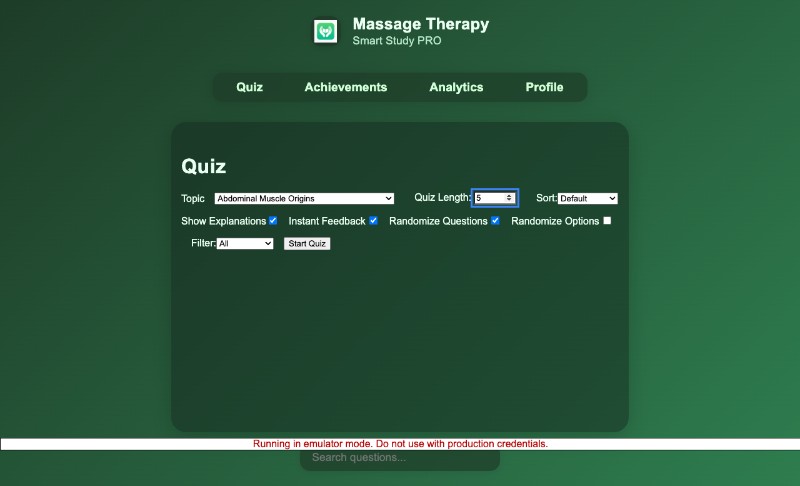 Massage Therapy
Smart Study PRO
Quiz Achievements Analytics Profile
Quiz
Topic Abdominal Muscle Origins Quiz Length: 5 Sort: Default
Show Explanations Instant Feedback Randomize Questions Randomize Options
Filter: All Start Quiz
Running in emulator mode. Do not use with production credentials.
Search questions...